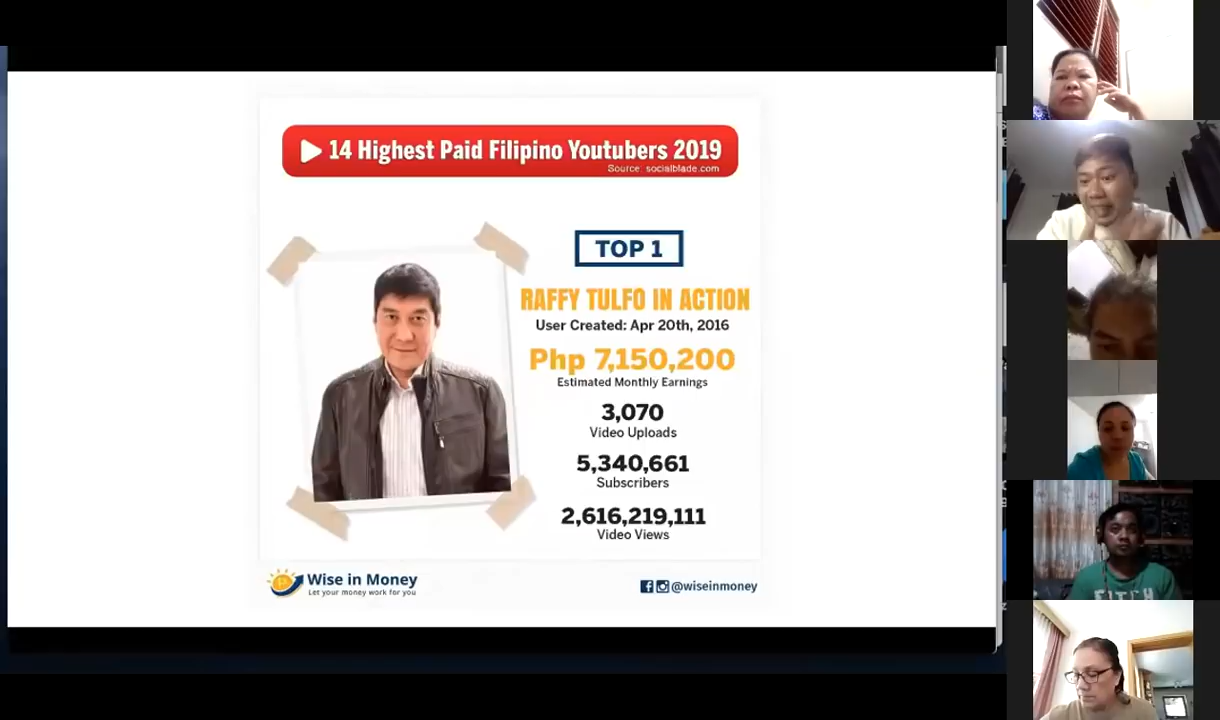 14 Highest Paid Filipino Youtubers 2019
Source: socialblade.com
TOP 1
RAFFY TULFO IN ACTION
User Created: Apr 20th, 2016
Php 7,150,200
Estimated Monthly Earnings
3,070
Video Uploads
5,340,661
Subscribers
2,616,219,111
Video Views
Wise in Money
Let your money work for you
@wiseinmoney